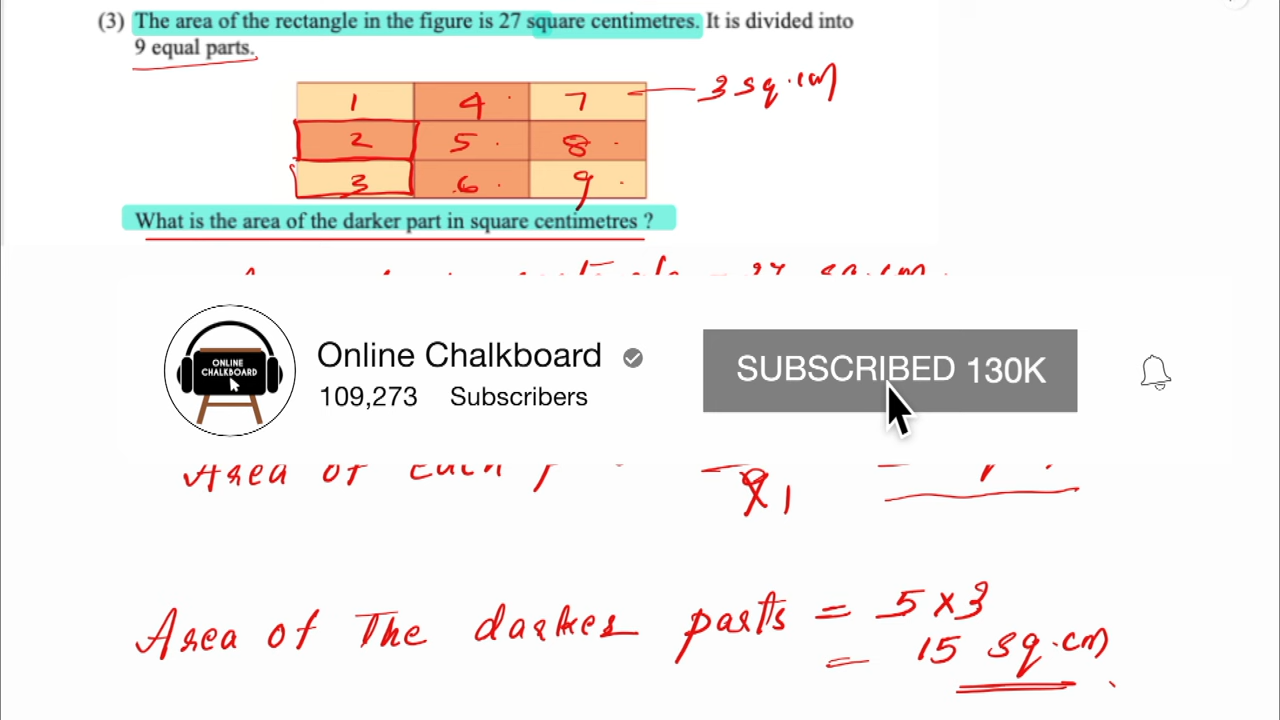 (3) The area of the rectangle in the figure is 27 square centimetres. It is divided into
9 equal parts.
1 4 7 3 sq.cm
2 5 8
3 6 9
What is the area of the darker part in square centimetres ?
ONLINE
CHALKBOARD
Online Chalkboard
109,273 Subscribers
SUBSCRIBED 130K
Area of each
Area of The darker parts = 5 x 3
= 15 sq.cm